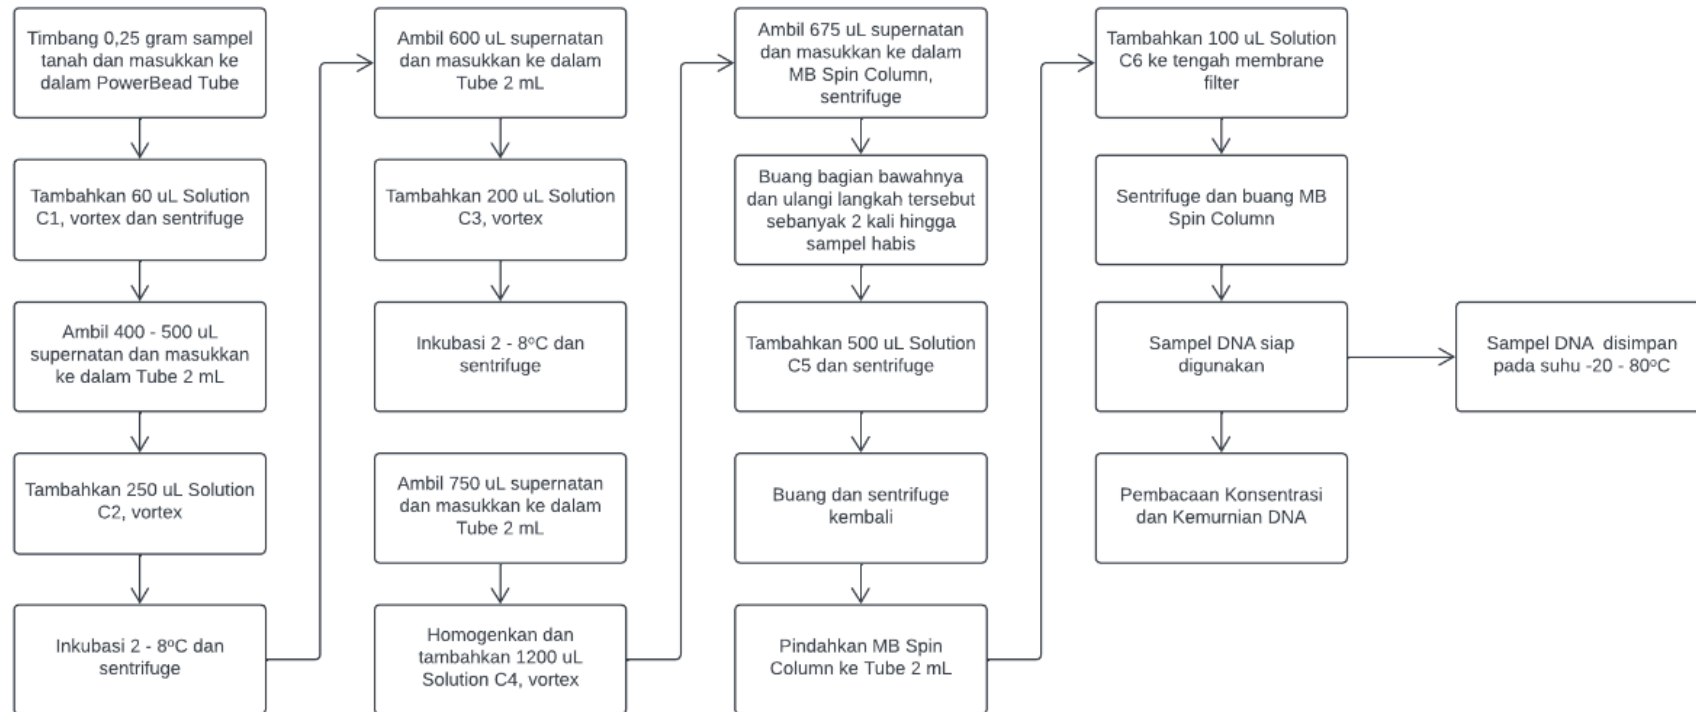 Timbang 0,25 gram sampel
tanah dan masukkan ke
dalam PowerBead Tube
Tambahkan 60 uL Solution
C1, vortex dan sentrifuge
Ambil 400 - 500 uL
supernatan dan masukkan
ke dalam Tube 2 mL
Tambahkan 250 uL Solution
C2, vortex
Inkubasi 2 - 8ºC dan
sentrifuge
Ambil 600 uL supernatan
dan masukkan ke dalam
Tube 2 mL
Tambahkan 200 uL Solution
C3, vortex
Inkubasi 2 - 8ºC dan
sentrifuge
Ambil 750 uL supernatan
dan masukkan ke dalam
Tube 2 mL
Homogenkan dan
tambahkan 1200 uL
Solution C4, vortex
Ambil 675 uL supernatan
dan masukkan ke dalam
MB Spin Column,
sentrifuge
Buang bagian bawahnya
dan ulangi langkah tersebut
sebanyak 2 kali hingga
sampel habis
Tambahkan 500 uL Solution
C5 dan sentrifuge
Buang dan sentrifuge
kembali
Pindahkan MB Spin
Column ke Tube 2 mL
Tambahkan 100 uL Solution
C6 ke tengah membrane
filter
Sentrifuge dan buang MB
Spin Column
Sampel DNA siap
digunakan
Pembacaan Konsentrasi
dan Kemurnian DNA
Sampel DNA  disimpan
pada suhu -20 - 80ºC